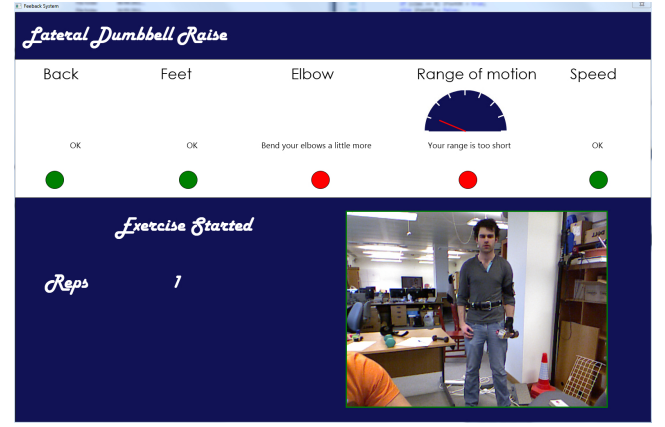 Feeback System
Lateral Dumbbell Raise
Back Feet Elbow Range of motion Speed
OK OK Bend your elbows a little more Your range is too short OK
Exercise Started
Reps 1